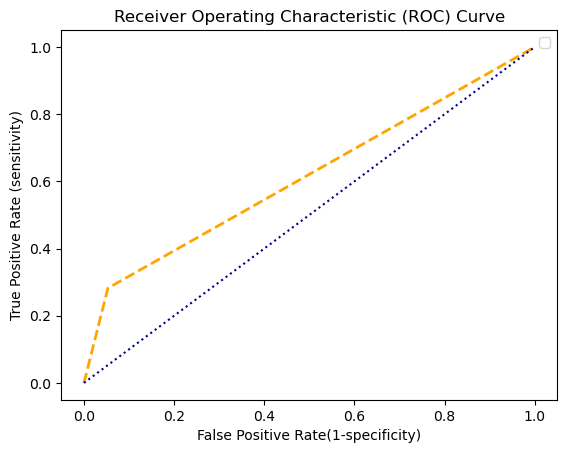 Receiver Operating Characteristic (ROC) Curve
1.0
0.8
0.6
0.4
0.2
0.0
True Positive Rate (sensitivity)
0.0 0.2 0.4 0.6 0.8 1.0
False Positive Rate(1-specificity)